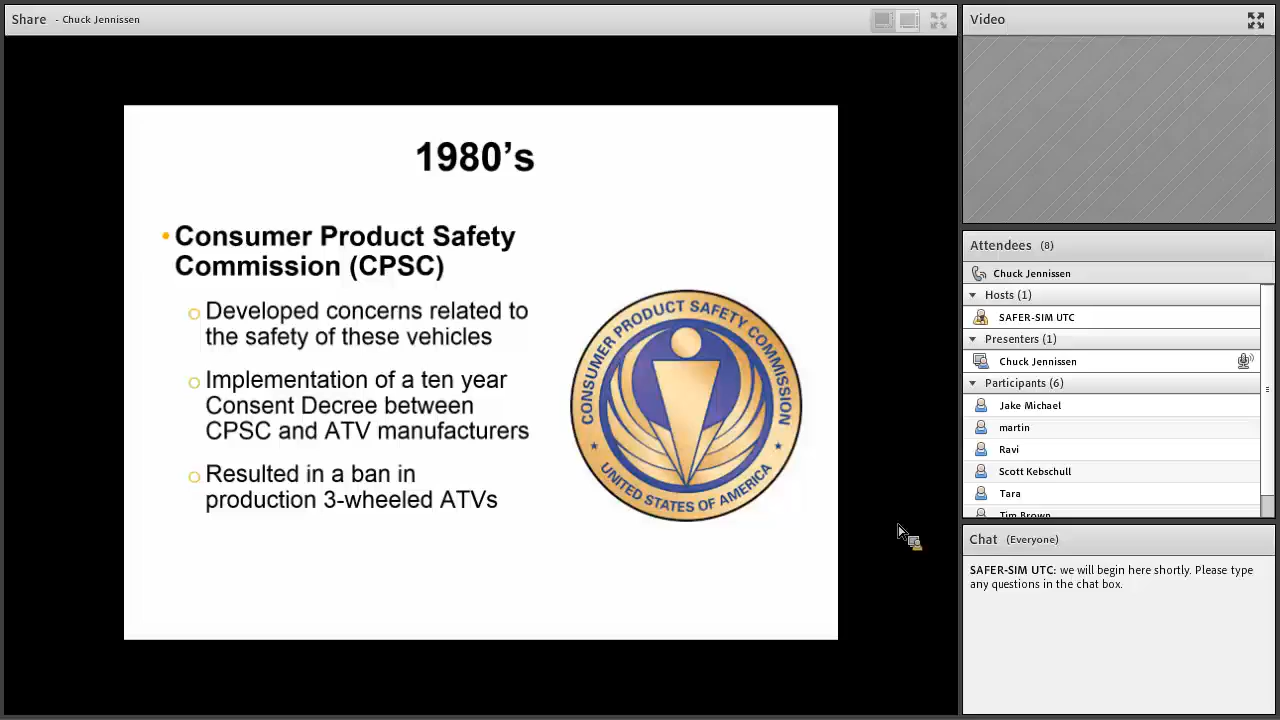 Share - Chuck Jennissen
1980’s
• Consumer Product Safety
Commission (CPSC)
o Developed concerns related to
the safety of these vehicles
o Implementation of a ten year
Consent Decree between
CPSC and ATV manufacturers
o Resulted in a ban in
production 3-wheeled ATVs
CONSUMER PRODUCT SAFETY COMMISSION
UNITED STATES OF AMERICA
Video
Attendees (8)
Chuck Jennissen
Hosts (1)
SAFER-SIM UTC
Presenters (1)
Chuck Jennissen
Participants (6)
Jake Michael
martin
Ravi
Scott Kebschull
Tara
Tim Brown
Chat (Everyone)
SAFER-SIM UTC: we will begin here shortly. Please type
any questions in the chat box.